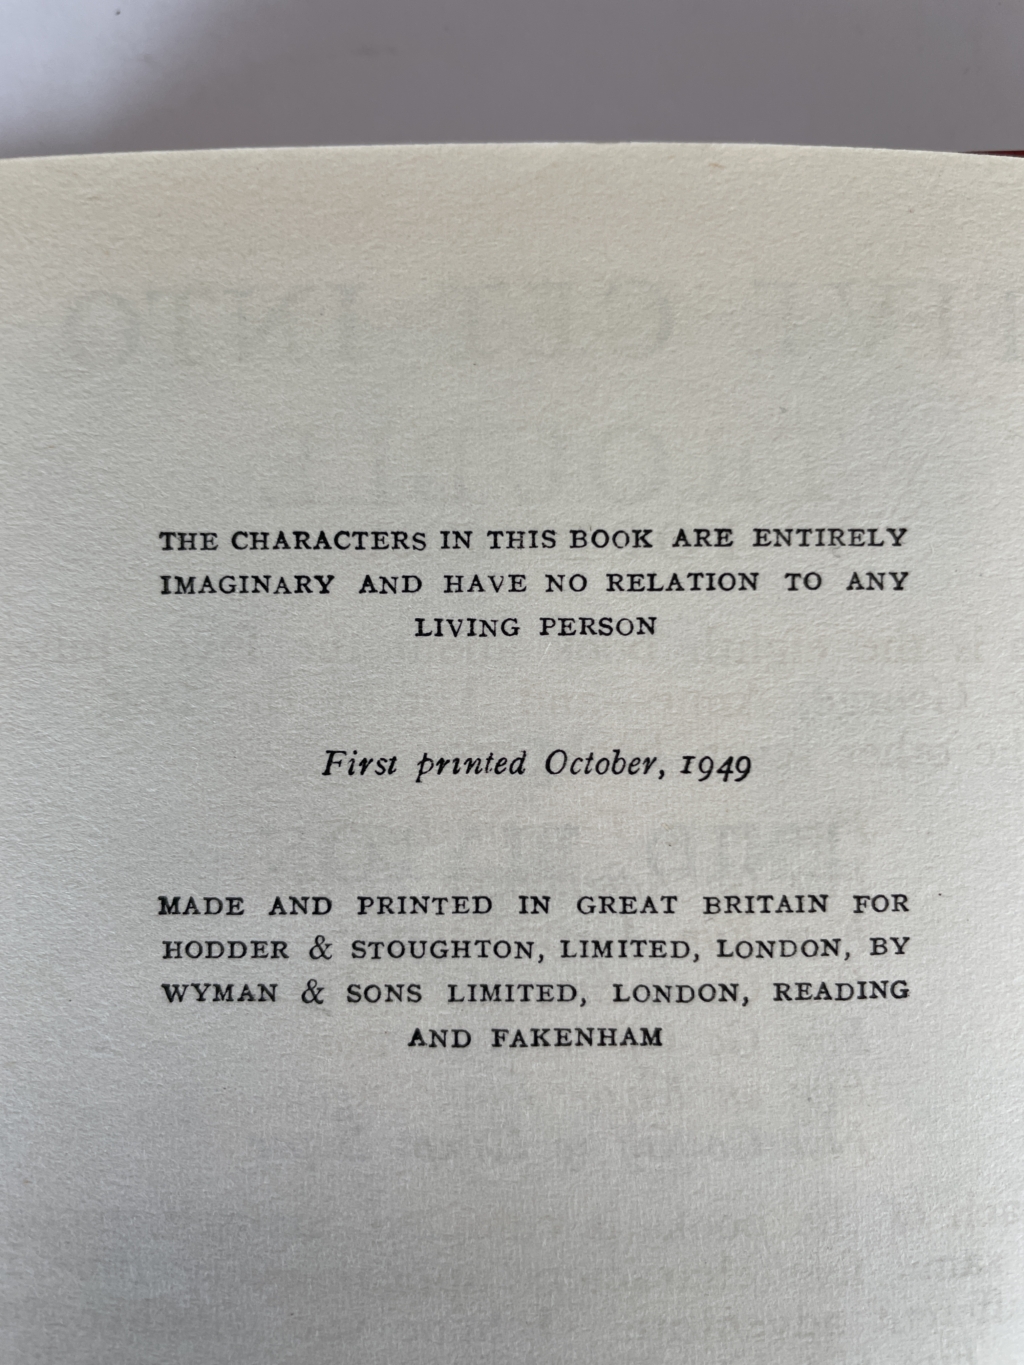 THE CHARACTERS IN THIS BOOK ARE ENTIRELY
IMAGINARY AND HAVE NO RELATION TO ANY
LIVING PERSON
First printed October, 1949
MADE AND PRINTED IN GREAT BRITAIN FOR
HODDER & STOUGHTON, LIMITED, LONDON, BY
WYMAN & SONS LIMITED, LONDON, READING
AND FAKENHAM